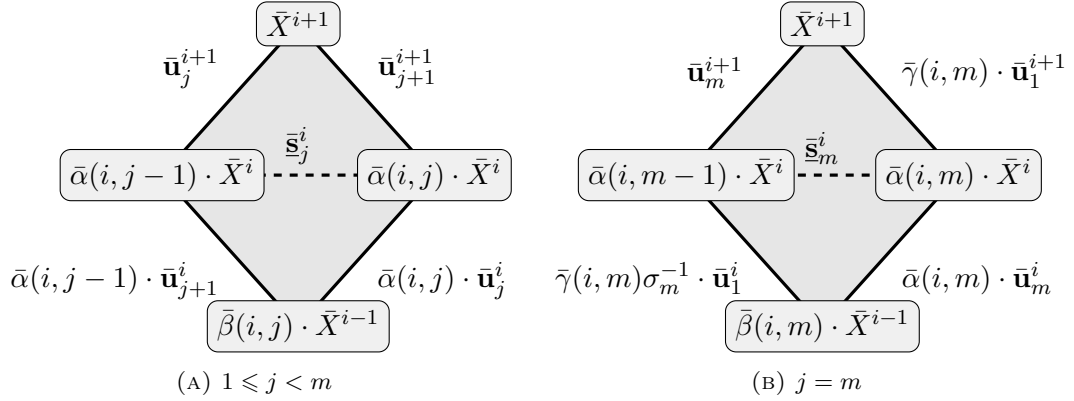 X̄^{i+1} X̄^{i+1}
ū_j^{i+1} ū_{j+1}^{i+1} ū_m^{i+1} γ̄(i, m) · ū_1^{i+1}
s̱̄_j^i s̱̄_m^i
ᾱ(i, j − 1) · X̄^i ᾱ(i, j) · X̄^i ᾱ(i, m − 1) · X̄^i ᾱ(i, m) · X̄^i
ᾱ(i, j − 1) · ū_{j+1}^i ᾱ(i, j) · ū_j^i γ̄(i, m)σ_m^{−1} · ū_1^i ᾱ(i, m) · ū_m^i
β̄(i, j) · X̄^{i−1} β̄(i, m) · X̄^{i−1}
(A) 1 ⩽ j < m (B) j = m